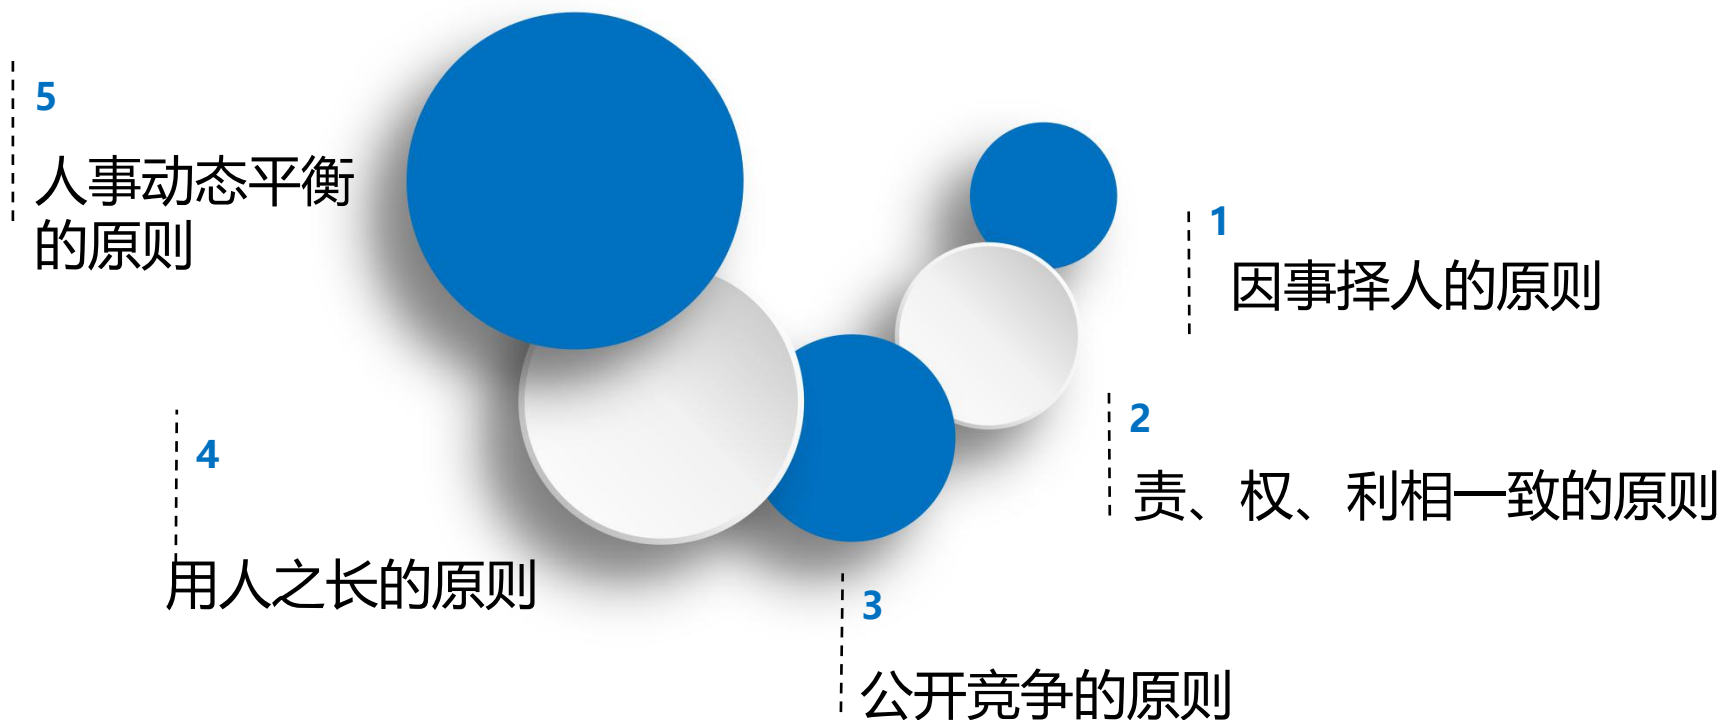 5
人事动态平衡
的原则
1
因事择人的原则
2
责、权、利相一致的原则
4
用人之长的原则
3
公开竞争的原则